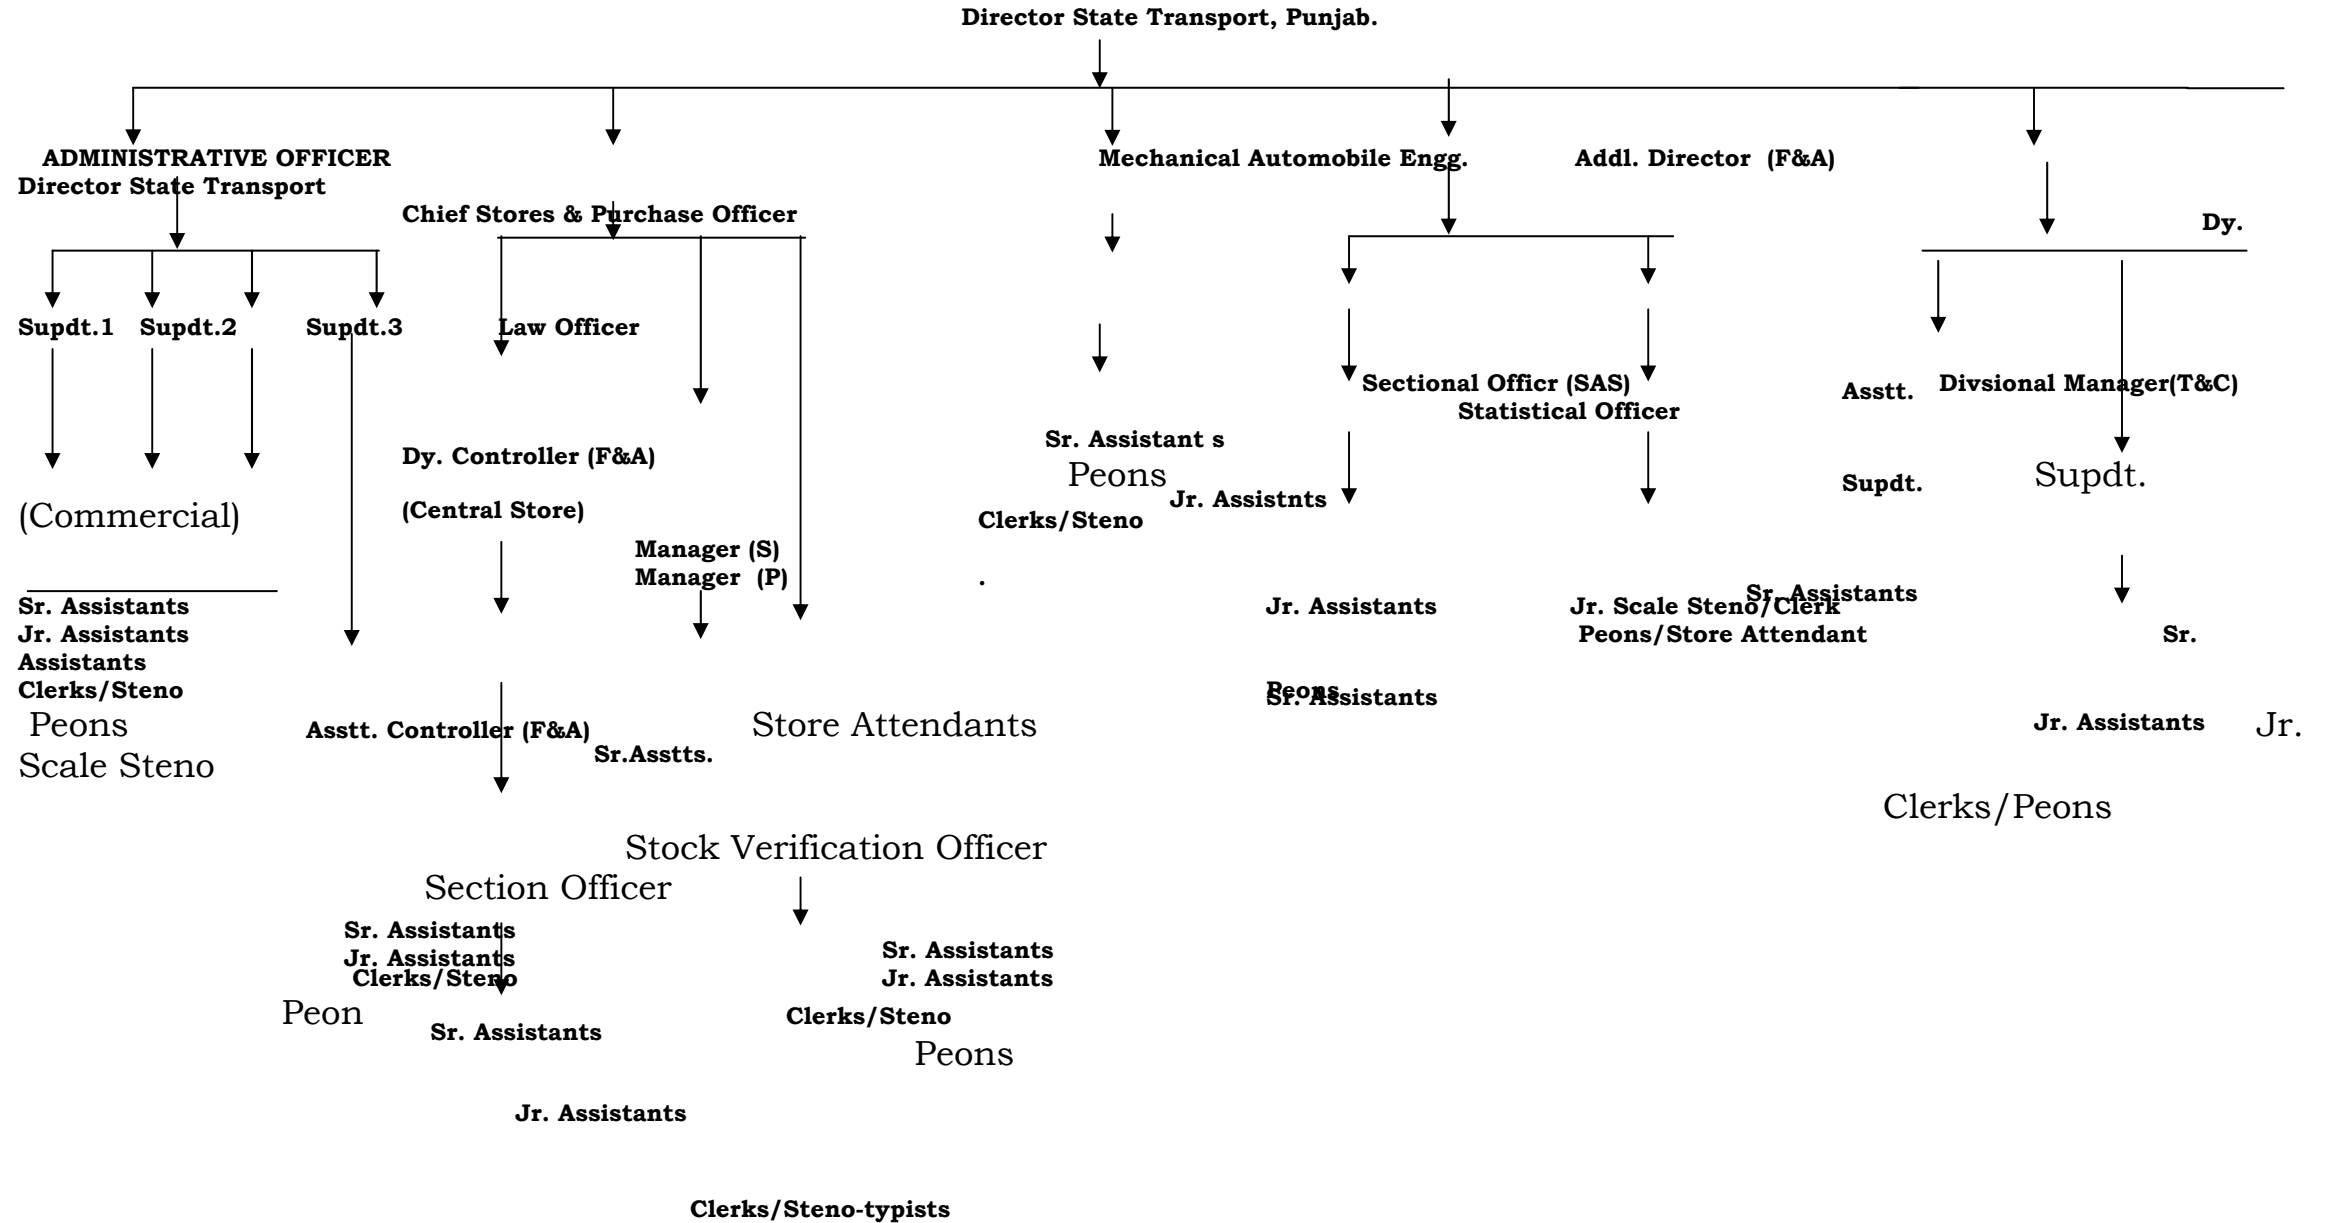 Director State Transport, Punjab.
ADMINISTRATIVE OFFICER
Mechanical Automobile Engg.
Addl. Director (F&A)
Director State Transport
Chief Stores & Purchase Officer
Dy.
Supdt.1
Supdt.2
Supdt.3
Law Officer
Sectional Officr (SAS)
Asstt.
Divsional Manager(T&C)
Statistical Officer
Sr. Assistant s
Dy. Controller (F&A)
Peons
Supdt.
Supdt.
Jr. Assistnts
(Commercial)
(Central Store)
Clerks/Steno
Manager (S)
Manager (P)
.
Sr. Assistants
Sr. Assistants
Jr. Assistants
Jr. Scale Steno/Clerk
Jr. Assistants
Peons/Store Attendant
Sr.
Assistants
Clerks/Steno
Peons
Sr. Assistants
Peons
Asstt. Controller (F&A)
Store Attendants
Jr. Assistants
Jr.
Sr.Asstts.
Scale Steno
Clerks/Peons
Stock Verification Officer
Section Officer
Sr. Assistants
Sr. Assistants
Jr. Assistants
Jr. Assistants
Clerks/Steno
Peon
Clerks/Steno
Sr. Assistants
Peons
Jr. Assistants
Clerks/Steno-typists